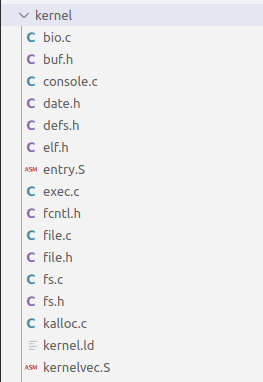 kernel
C bio.c
C buf.h
C console.c
C date.h
C defs.h
C elf.h
ASM entry.S
C exec.c
C fcntl.h
C file.c
C file.h
C fs.c
C fs.h
C kalloc.c
kernel.ld
ASM kernelvec.S